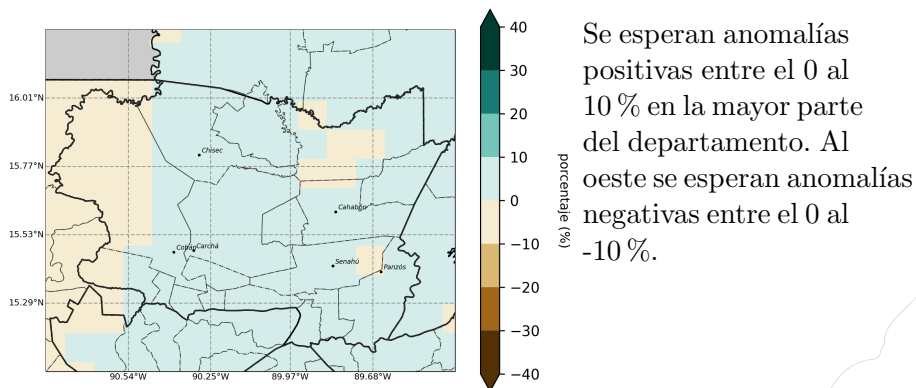 16.01°N
15.77°N
15.53°N
15.29°N
90.54°W
90.25°W
89.97°W
89.68°W
Chisec
Cahabón
Cobán
Carchá
Senahú
Panzós
40
30
20
10
0
−10
−20
−30
−40
porcentaje (%)
Se esperan anomalías
positivas entre el 0 al
10 % en la mayor parte
del departamento. Al
oeste se esperan anomalías
negativas entre el 0 al
-10 %.